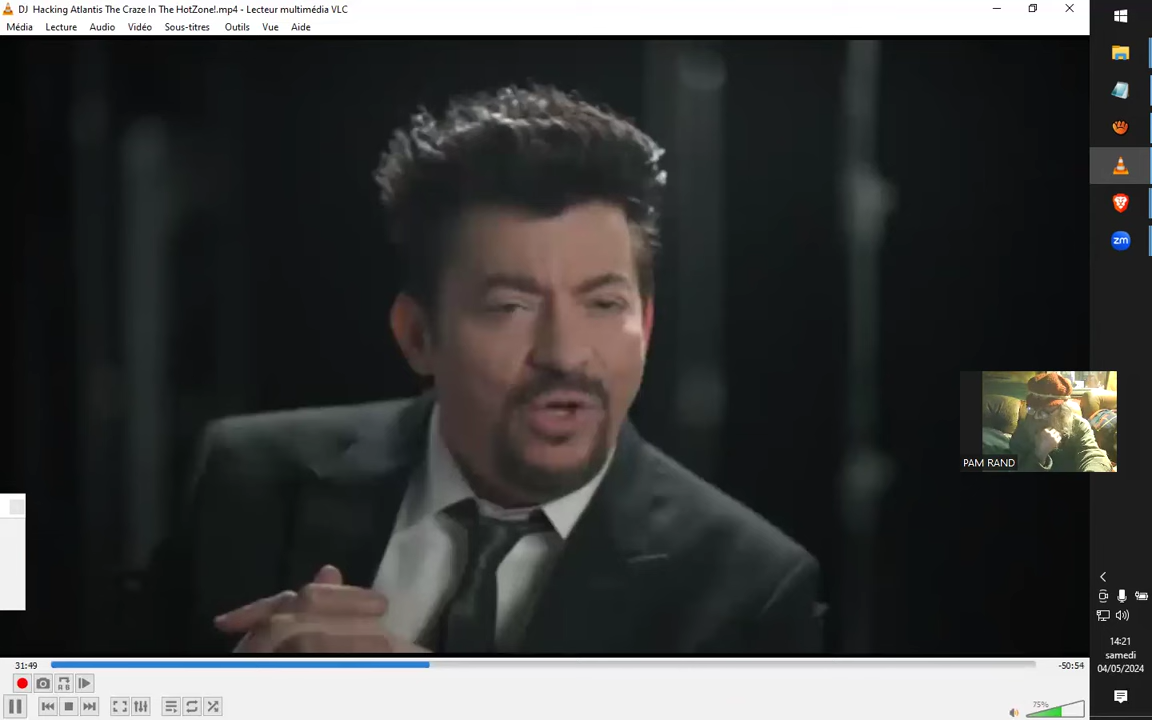 DJ  Hacking Atlantis The Craze In The HotZone!.mp4 - Lecteur multimédia VLC
Média Lecture Audio Vidéo Sous-titres Outils Vue Aide
zm
PAM RAND
31:49
-50:54
75%
14:21
samedi
04/05/2024